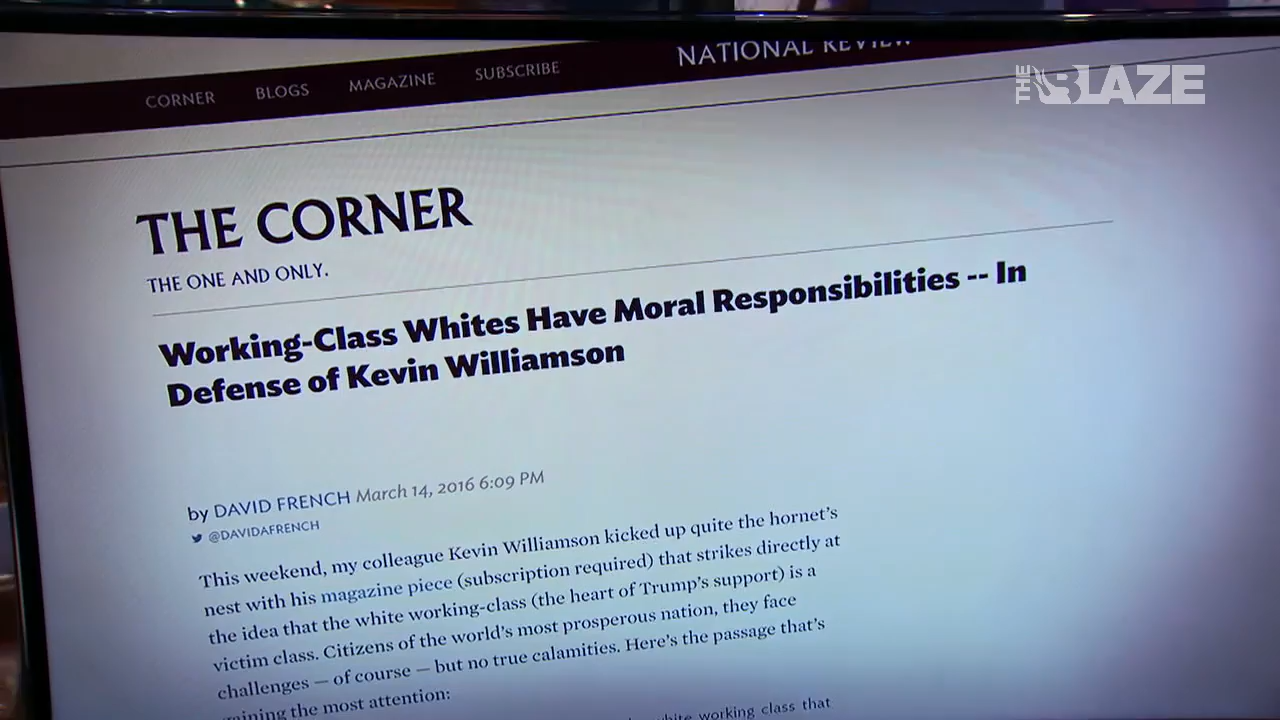 CORNER BLOGS MAGAZINE SUBSCRIBE NATIONAL REVIEW
THE BLAZE
THE CORNER
THE ONE AND ONLY.
Working-Class Whites Have Moral Responsibilities -- In
Defense of Kevin Williamson
by DAVID FRENCH March 14, 2016 6:09 PM
@DAVIDAFRENCH
This weekend, my colleague Kevin Williamson kicked up quite the hornet's
nest with his magazine piece (subscription required) that strikes directly at
the idea that the white working-class (the heart of Trump's support) is a
victim class. Citizens of the world's most prosperous nation, they face
challenges — of course — but no true calamities. Here's the passage that's
gaining the most attention:
white working class that